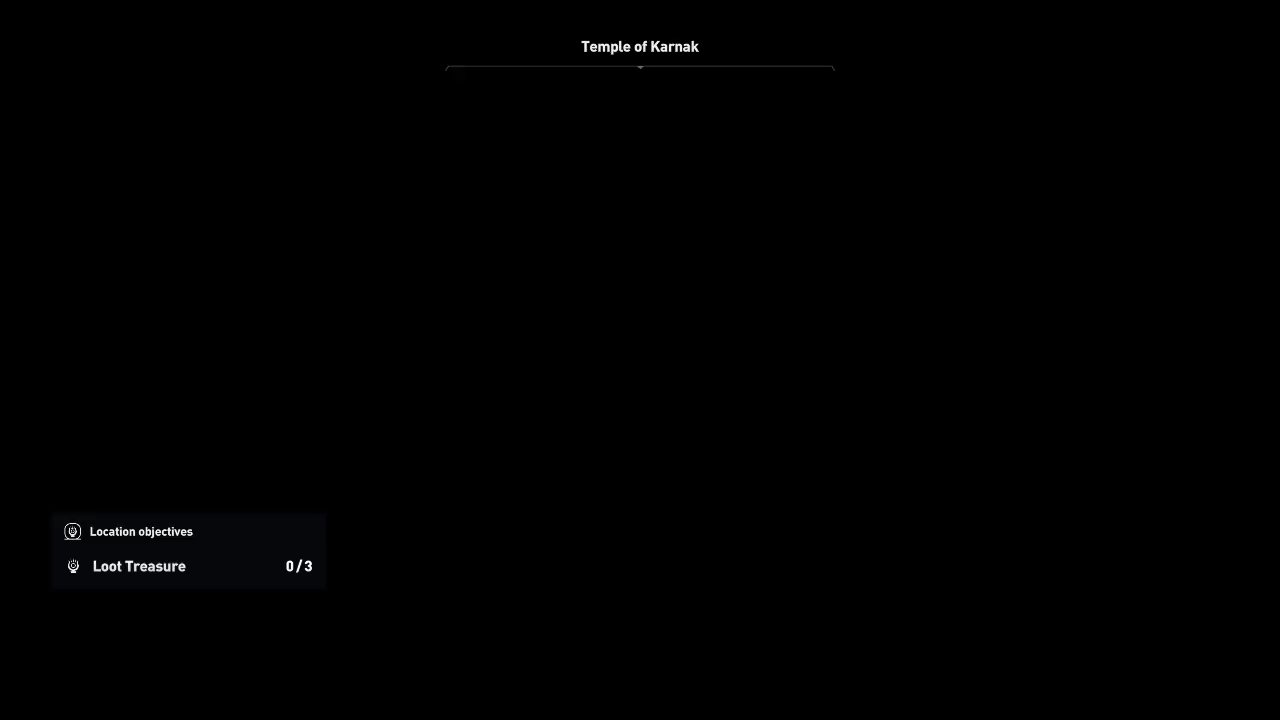 Temple of Karnak
Location objectives
Loot Treasure 0/3